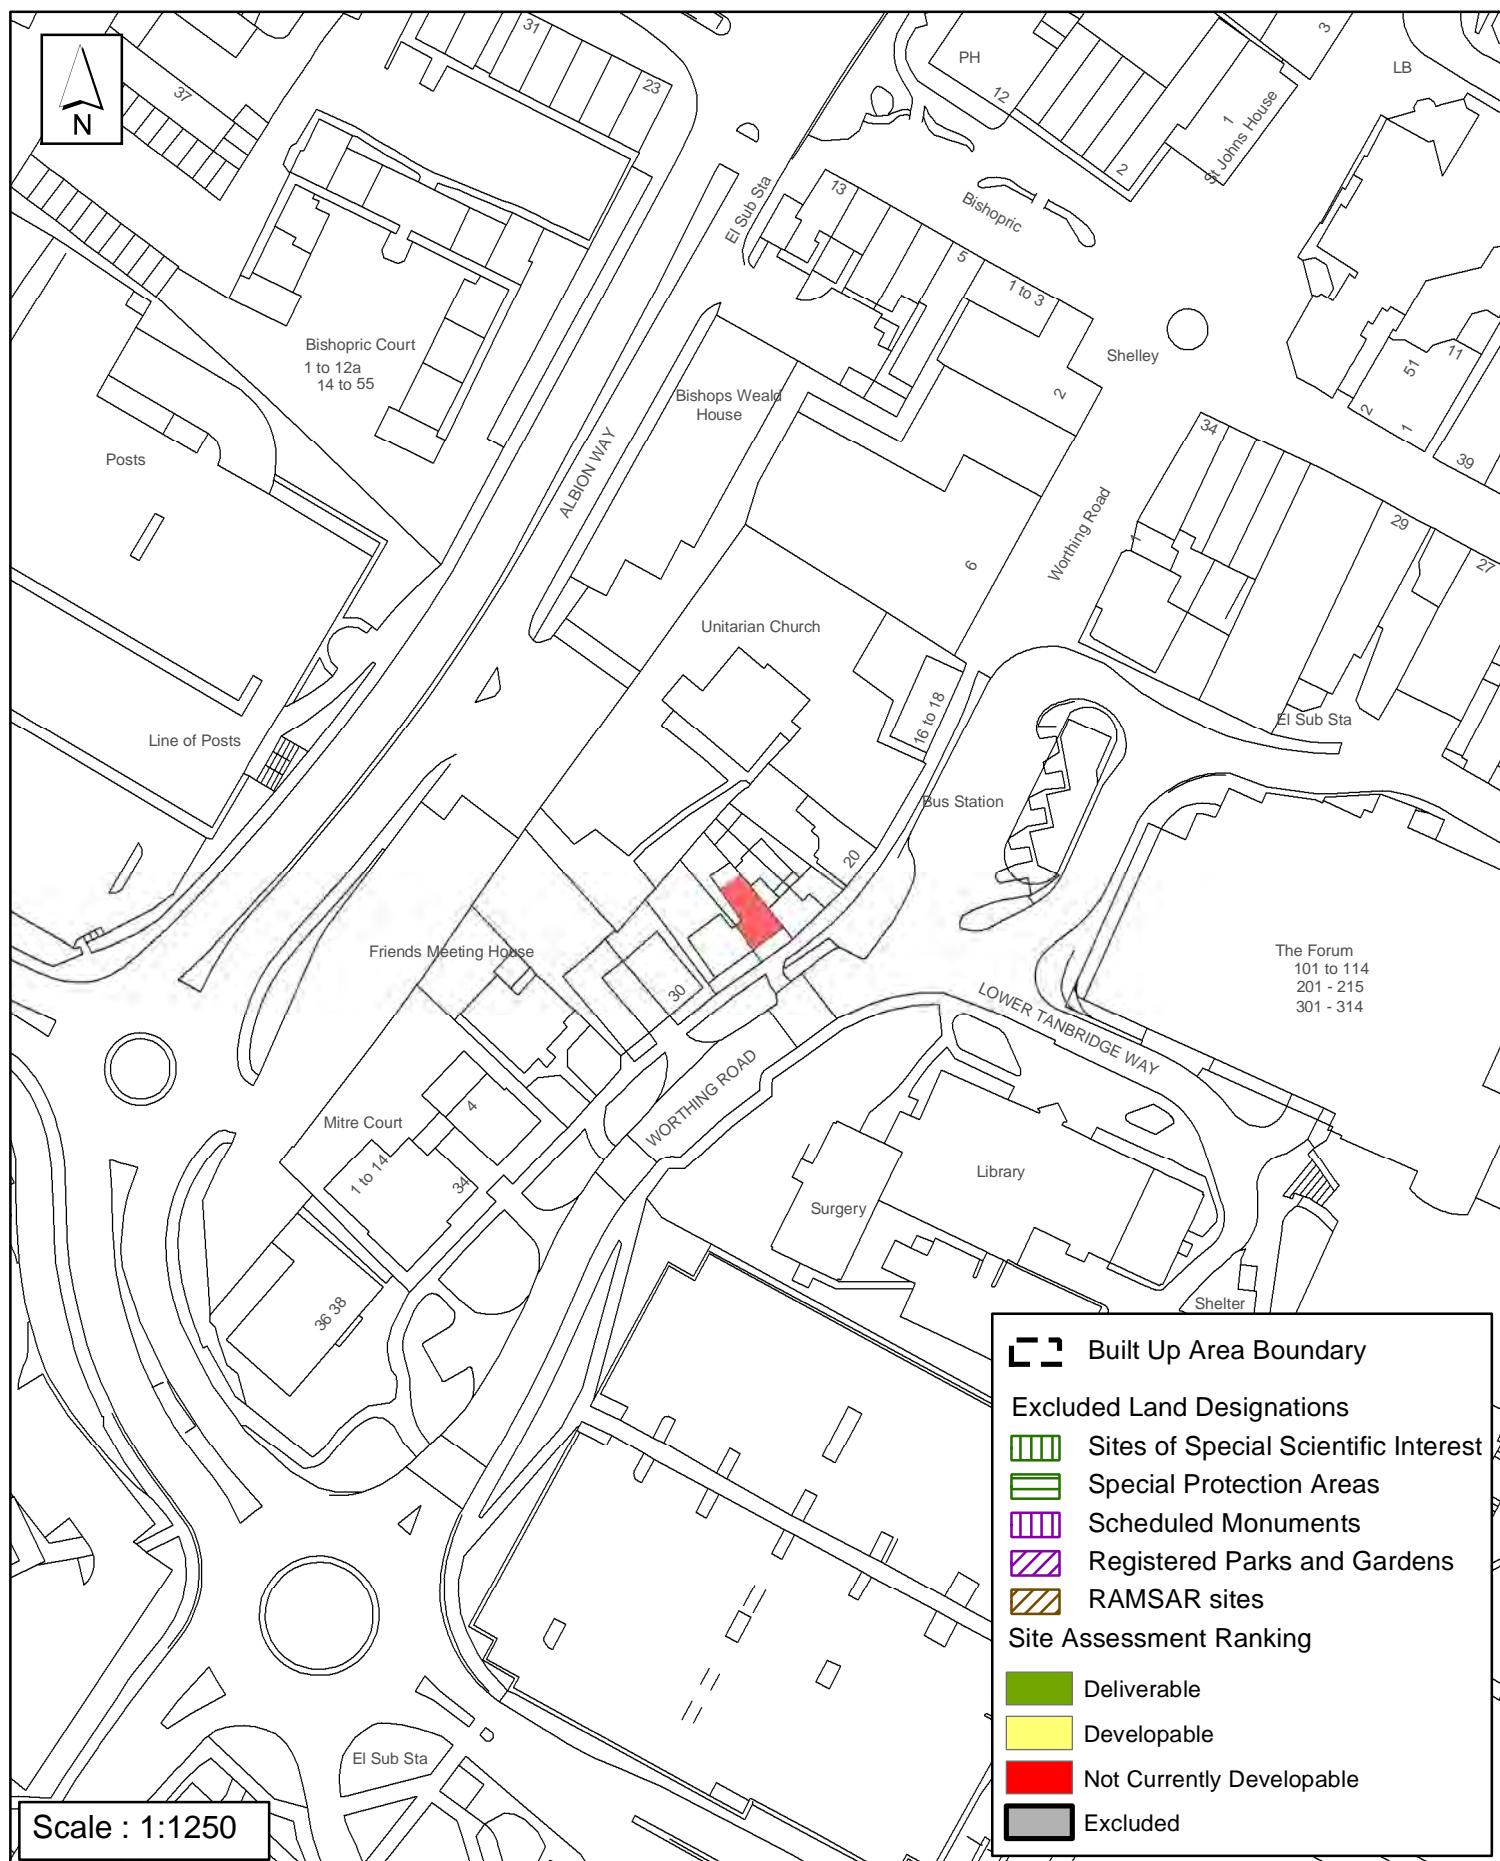 N
37
31
23
PH
12
2
1
St Johns House
3
LB
El Sub Sta
13
Bishopric
5
1 to 3
Shelley
2
51
11
2
1
39
Bishopric Court
1 to 12a
14 to 55
Bishops Weald
House
Posts
ALBION WAY
34
29
27
Worthing Road
1
6
Unitarian Church
16 to 18
El Sub Sta
Line of Posts
Bus Station
20
Friends Meeting House
30
The Forum
101 to 114
201 - 215
301 - 314
LOWER TANBRIDGE WAY
WORTHING ROAD
Mitre Court
4
1 to 14
34
Library
Surgery
36 38
Shelter
El Sub Sta
Built Up Area Boundary
Excluded Land Designations
Sites of Special Scientific Interest
Special Protection Areas
Scheduled Monuments
Registered Parks and Gardens
RAMSAR sites
Site Assessment Ranking
Deliverable
Developable
Not Currently Developable
Excluded
Scale : 1:1250